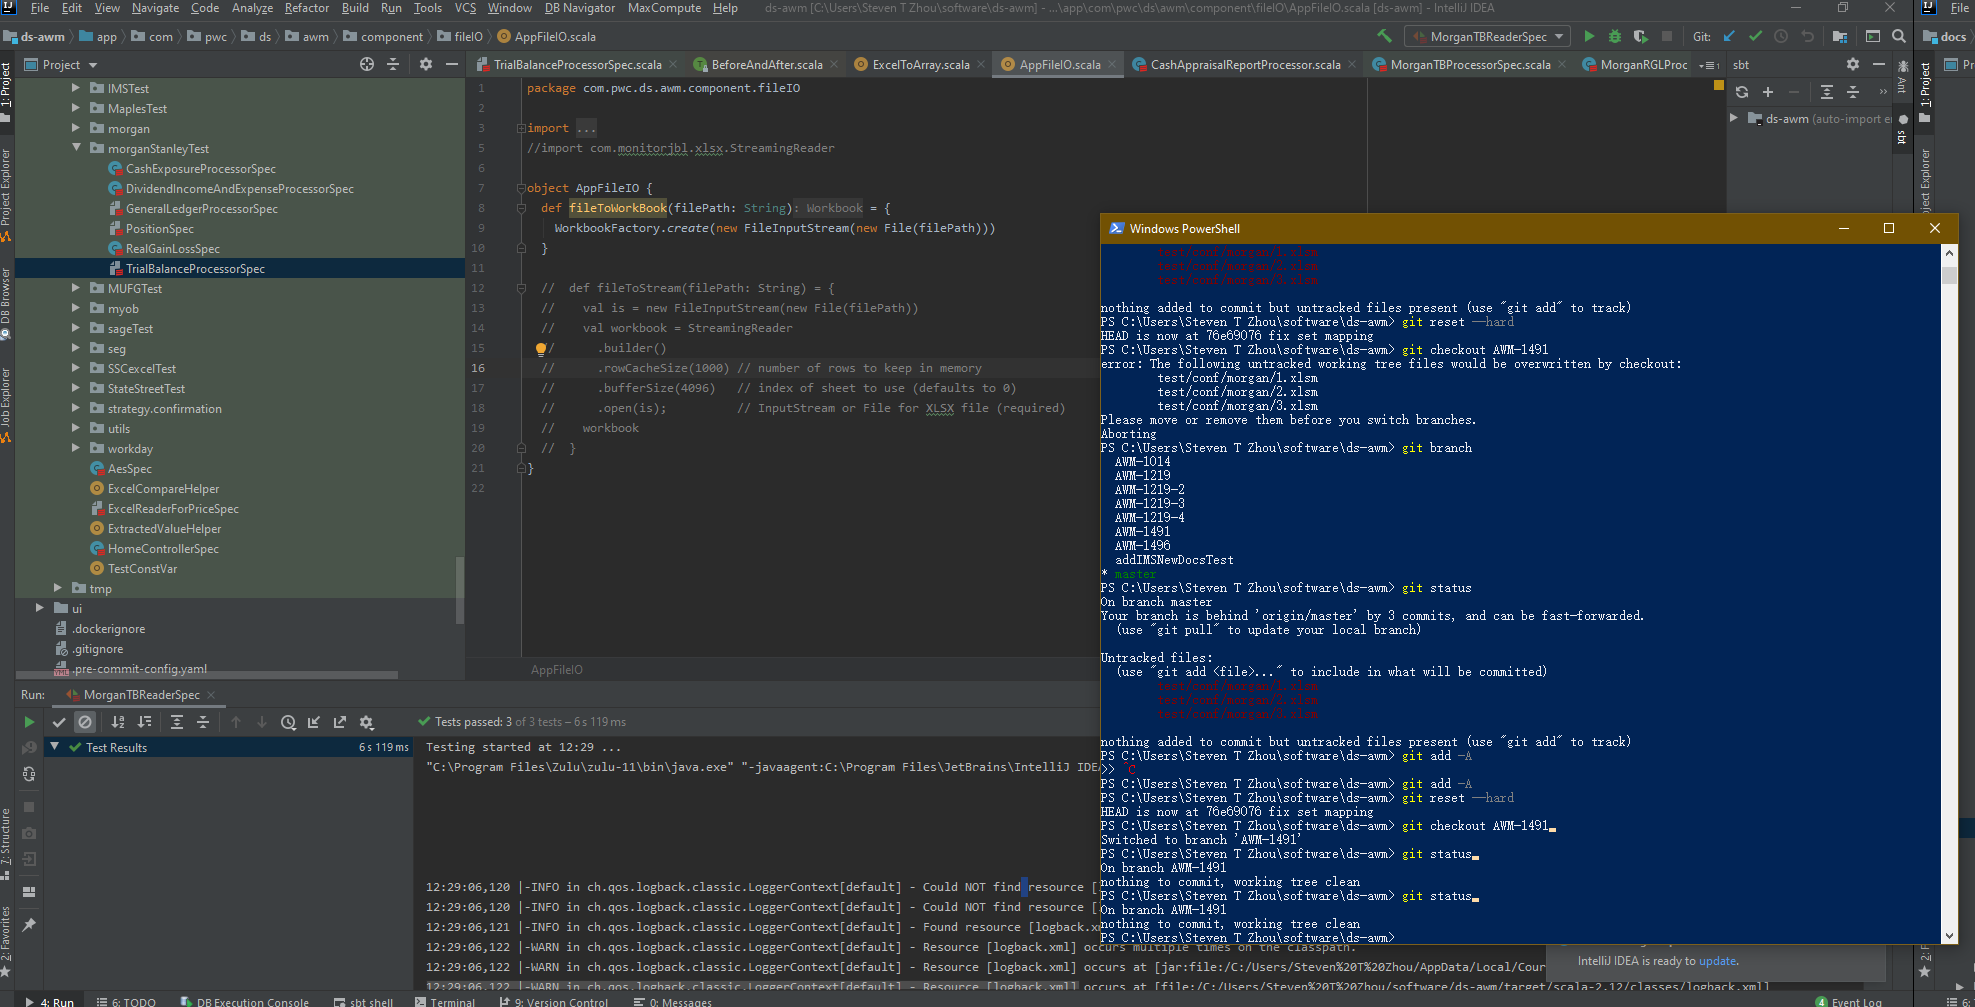 File Edit View Navigate Code Analyze Refactor Build Run Tools VCS Window DB Navigator MaxCompute Help ds-awm [C:\Users\Steven T Zhou\software\ds-awm] - ...\app\com\pwc\ds\awm\component\fileIO\AppFileIO.scala [ds-awm] - IntelliJ IDEA File
ds-awm app com pwc ds awm component fileIO AppFileIO.scala MorganTBReaderSpec Git: docs
Project TrialBalanceProcessorSpec.scala BeforeAndAfter.scala ExcelToArray.scala AppFileIO.scala CashAppraisalReportProcessor.scala MorganTBProcessorSpec.scala MorganRGLProc sbt Pr
1: Project
Project Explorer
DB Browser
Job Explorer
7: Structure
2: Favorites
IMSTest
MaplesTest
morgan
morganStanleyTest
CashExposureProcessorSpec
DividendIncomeAndExpenseProcessorSpec
GeneralLedgerProcessorSpec
PositionSpec
RealGainLossSpec
TrialBalanceProcessorSpec
MUFGTest
myob
sageTest
seg
SSCexcelTest
StateStreetTest
strategy.confirmation
utils
workday
AesSpec
ExcelCompareHelper
ExcelReaderForPriceSpec
ExtractedValueHelper
HomeControllerSpec
TestConstVar
tmp
ui
.dockerignore
.gitignore
.pre-commit-config.yaml
1 package com.pwc.ds.awm.component.fileIO
2
3 import ...
5 //import com.monitorjbl.xlsx.StreamingReader
6
7 object AppFileIO {
8 def fileToWorkBook(filePath: String): Workbook = {
9 WorkbookFactory.create(new FileInputStream(new File(filePath)))
10 }
11
12 // def fileToStream(filePath: String) = {
13 // val is = new FileInputStream(new File(filePath))
14 // val workbook = StreamingReader
15 // .builder()
16 // .rowCacheSize(1000) // number of rows to keep in memory
17 // .bufferSize(4096) // index of sheet to use (defaults to 0)
18 // .open(is); // InputStream or File for XLSX file (required)
19 // workbook
20 // }
21 }
22
AppFileIO
ds-awm (auto-import e
Ant
sbt
1: Project
Project Explorer
Windows PowerShell
test/conf/morgan/1.xlsm
test/conf/morgan/2.xlsm
test/conf/morgan/3.xlsm
nothing added to commit but untracked files present (use "git add" to track)
PS C:\Users\Steven T Zhou\software\ds-awm> git reset --hard
HEAD is now at 76e69076 fix set mapping
PS C:\Users\Steven T Zhou\software\ds-awm> git checkout AWM-1491
error: The following untracked working tree files would be overwritten by checkout:
test/conf/morgan/1.xlsm
test/conf/morgan/2.xlsm
test/conf/morgan/3.xlsm
Please move or remove them before you switch branches.
Aborting
PS C:\Users\Steven T Zhou\software\ds-awm> git branch
AWM-1014
AWM-1219
AWM-1219-2
AWM-1219-3
AWM-1219-4
AWM-1491
AWM-1496
addIMSNewDocsTest
* master
PS C:\Users\Steven T Zhou\software\ds-awm> git status
On branch master
Your branch is behind 'origin/master' by 3 commits, and can be fast-forwarded.
(use "git pull" to update your local branch)
Untracked files:
(use "git add <file>..." to include in what will be committed)
test/conf/morgan/1.xlsm
test/conf/morgan/2.xlsm
test/conf/morgan/3.xlsm
nothing added to commit but untracked files present (use "git add" to track)
PS C:\Users\Steven T Zhou\software\ds-awm> git add -A
>> ^C
PS C:\Users\Steven T Zhou\software\ds-awm> git add -A
PS C:\Users\Steven T Zhou\software\ds-awm> git reset --hard
HEAD is now at 76e69076 fix set mapping
PS C:\Users\Steven T Zhou\software\ds-awm> git checkout AWM-1491
Switched to branch 'AWM-1491'
PS C:\Users\Steven T Zhou\software\ds-awm> git status
On branch AWM-1491
nothing to commit, working tree clean
PS C:\Users\Steven T Zhou\software\ds-awm> git status
On branch AWM-1491
nothing to commit, working tree clean
PS C:\Users\Steven T Zhou\software\ds-awm>
Run: MorganTBReaderSpec
Tests passed: 3 of 3 tests – 6 s 119 ms
Test Results 6 s 119 ms
Testing started at 12:29 ...
"C:\Program Files\Zulu\zulu-11\bin\java.exe" "-javaagent:C:\Program Files\JetBrains\IntelliJ IDEA
12:29:06,120 |-INFO in ch.qos.logback.classic.LoggerContext[default] - Could NOT find resource [
12:29:06,120 |-INFO in ch.qos.logback.classic.LoggerContext[default] - Could NOT find resource [
12:29:06,121 |-INFO in ch.qos.logback.classic.LoggerContext[default] - Found resource [logback.xm
12:29:06,122 |-WARN in ch.qos.logback.classic.LoggerContext[default] - Resource [logback.xml] occurs multiple times on the classpath.
12:29:06,122 |-WARN in ch.qos.logback.classic.LoggerContext[default] - Resource [logback.xml] occurs at [jar:file:/C:/Users/Steven%20T%20Zhou/AppData/Local/Cour
12:29:06,122 |-WARN in ch.qos.logback.classic.LoggerContext[default] - Resource [logback.xml] occurs at [file:/C:/Users/Steven%20T%20Zhou/software/ds-awm/target/scala-2.12/classes/logback.xml]
IntelliJ IDEA is ready to update.
4: Run 6: TODO DB Execution Console sbt shell Terminal 9: Version Control 0: Messages 4 Event Log 6: